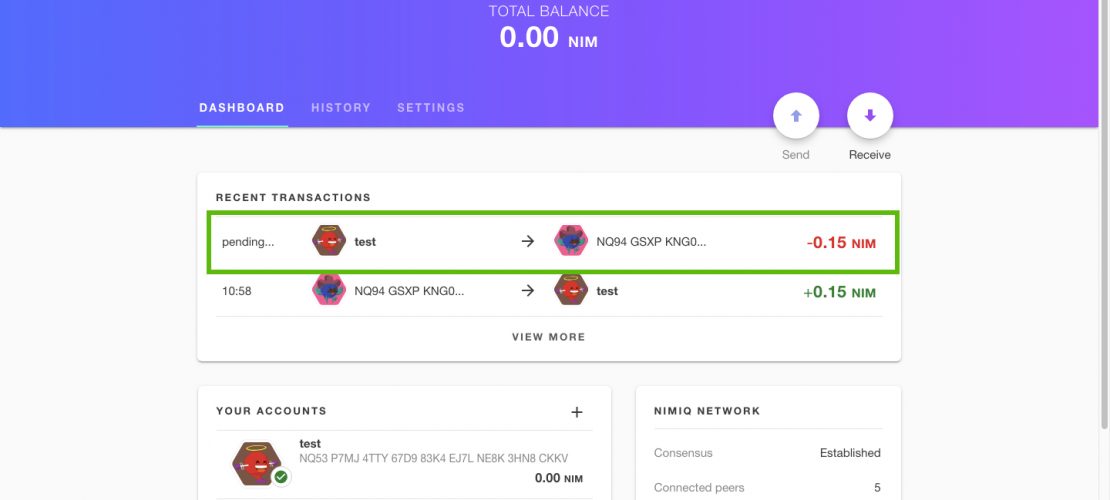 TOTAL BALANCE
0.00 NIM
DASHBOARD HISTORY SETTINGS
Send Receive
RECENT TRANSACTIONS
pending... test → NQ94 GSXP KNG0... -0.15 NIM
10:58 NQ94 GSXP KNG0... → test +0.15 NIM
VIEW MORE
YOUR ACCOUNTS +
test
NQ53 P7MJ 4TTY 67D9 83K4 EJ7L NE8K 3HN8 CKKV
0.00 NIM
NIMIQ NETWORK
Consensus Established
Connected peers 5